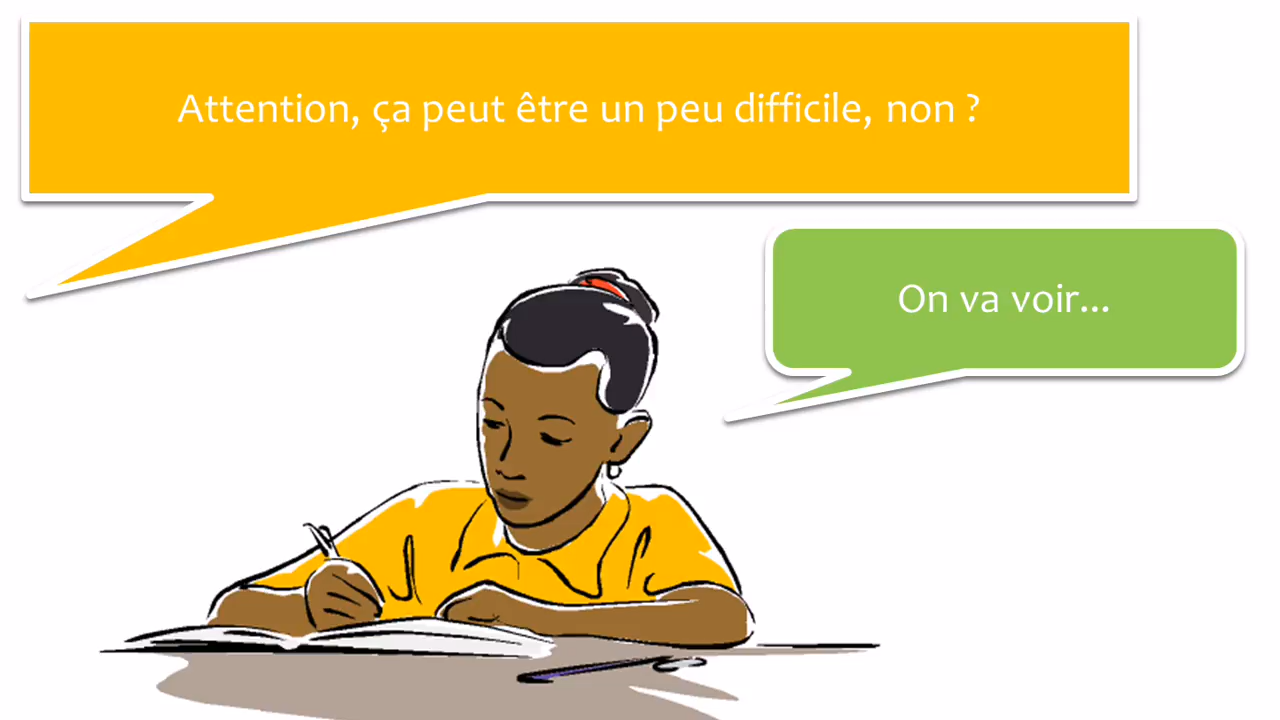 Attention, ça peut être un peu difficile, non ?
On va voir...